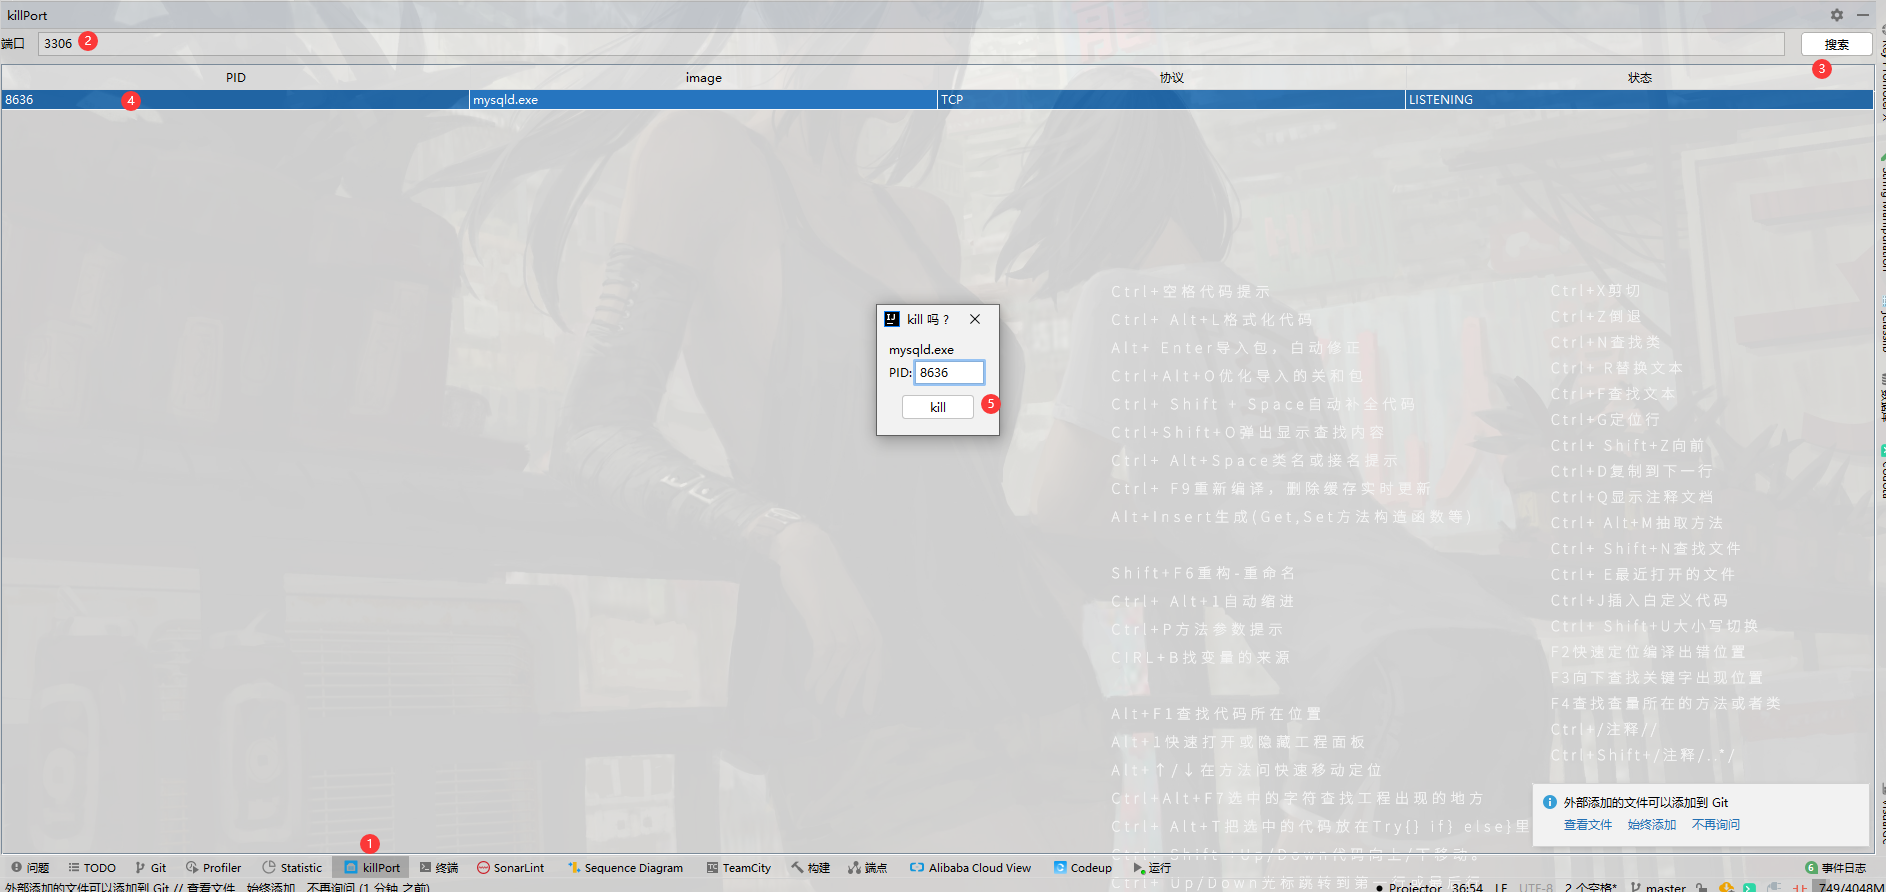 killPort
端口 3306 2 搜索
3
PID image 协议 状态
8636 4 mysqld.exe TCP LISTENING
kill 吗？
mysqld.exe
PID: 8636
kill 5
Ctrl+空格代码提示
Ctrl+ Alt+L格式化代码
Alt+ Enter导入包，白动修正
Ctrl+Alt+O优化导入的关和包
Ctrl+ Shift + Space自动补全代码
Ctrl+Shift+O弹出显示查找内容
Ctrl+ Alt+Space类名或接名提示
Ctrl+ F9重新编译，删除缓存实时更新
Alt+Insert生成(Get,Set方法构造函数等)
Shift+F6重构-重命名
Ctrl+ Alt+1自动缩进
Ctrl+P方法参数提示
CIRL+B找变量的来源
Alt+F1查找代码所在位置
Alt+1快速打开或隐藏工程面板
Alt+↑/↓在方法问快速移动定位
Ctrl+Alt+F7选中的字符查找工程出现的地方
Ctrl+ Alt+T把选中的代码放在Try{} if} else}里
Ctrl+ Shift +Up/Down代码向上/下移动。
Ctrl+ Up/Down光标跳转到第一行或最后行
Ctrl+X剪切
Ctrl+Z倒退
Ctrl+N查找类
Ctrl+ R替换文本
Ctrl+F查找文本
Ctrl+G定位行
Ctrl+ Shift+Z向前
Ctrl+D复制到下一行
Ctrl+Q显示注释文档
Ctrl+ Alt+M抽取方法
Ctrl+ Shift+N查找文件
Ctrl+ E最近打开的文件
Ctrl+J插入白定义代码
Ctrl+ Shift+U大小写切换
F2快速定位编译出错位置
F3向下查找关键字出现位置
F4查找查量所在的方法或者类
Ctrl+/注释//
Ctrl+Shift+/注释/..*/
外部添加的文件可以添加到 Git
查看文件 始终添加 不再询问
1
问题 TODO Git Profiler Statistic killPort 终端 SonarLint Sequence Diagram TeamCity 构建 端点 Alibaba Cloud View Codeup 运行 6 事件日志
外部添加的文件可以添加到 Git // 查看文件 始终添加 不再询问 (1 分钟 之前) Projector 36:54 LF UTF-8 2 个空格* master 749/4048M